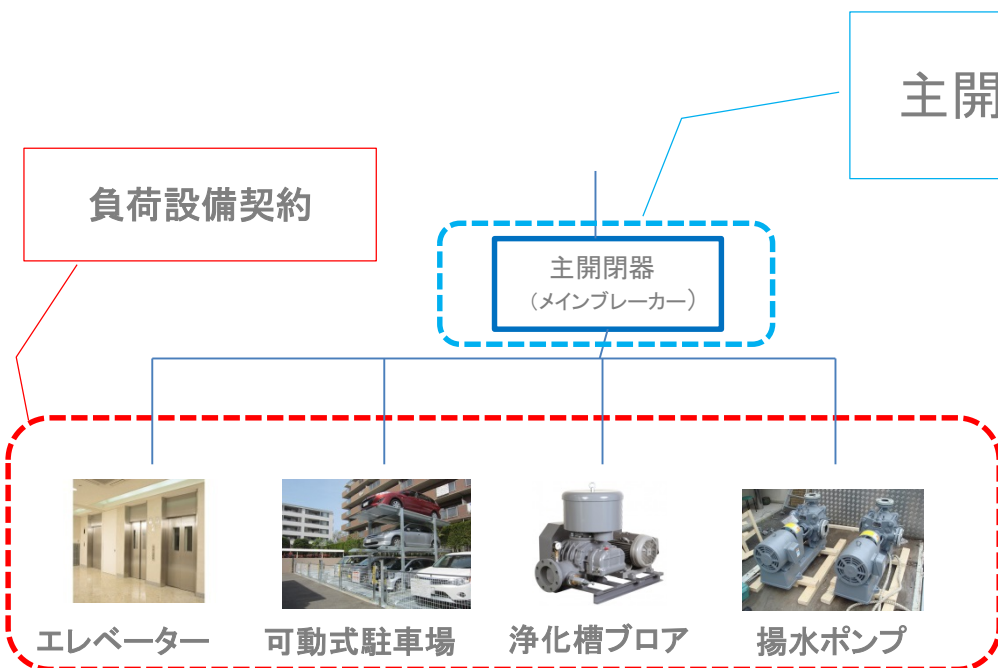 主開
負荷設備契約
主開閉器
（メインブレーカー）
エレベーター
可動式駐車場
浄化槽ブロア
揚水ポンプ